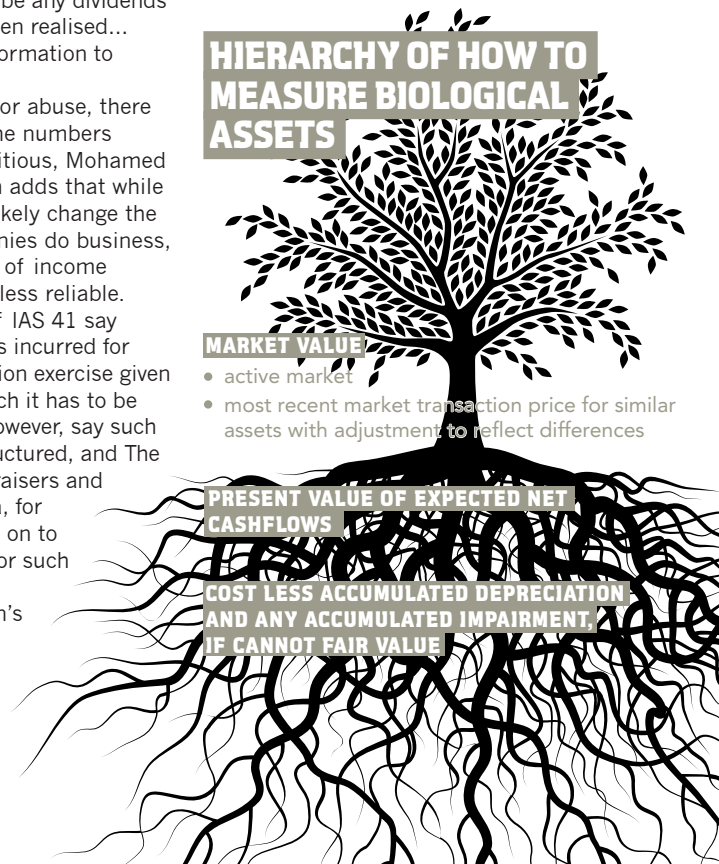 be any dividends
en realised...
ormation to
or abuse, there
ne numbers
itious, Mohamed
adds that while
kely change the
nies do business,
of income
less reliable.
IAS 41 say
s incurred for
ion exercise given
ch it has to be
owever, say such
uctured, and The
raisers and
, for
on to
or such
n's
HIERARCHY OF HOW TO
MEASURE BIOLOGICAL
ASSETS
MARKET VALUE
• active market
• most recent market transaction price for similar
assets with adjustment to reflect differences
PRESENT VALUE OF EXPECTED NET
CASHFLOWS
COST LESS ACCUMULATED DEPRECIATION
AND ANY ACCUMULATED IMPAIRMENT,
IF CANNOT FAIR VALUE